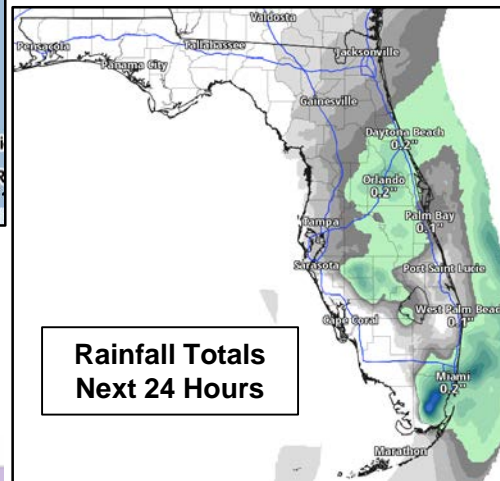 Valdosta
Pensacola
Tallahassee
Jacksonville
Panama City
Gainesville
Daytona Beach
0.2"
Orlando
0.2"
Palm Bay
0.1"
Tampa
Sarasota
Port Saint Lucie
West Palm Beach
0.1"
Cape Coral
Rainfall Totals
Next 24 Hours
Miami
0.2"
Marathon